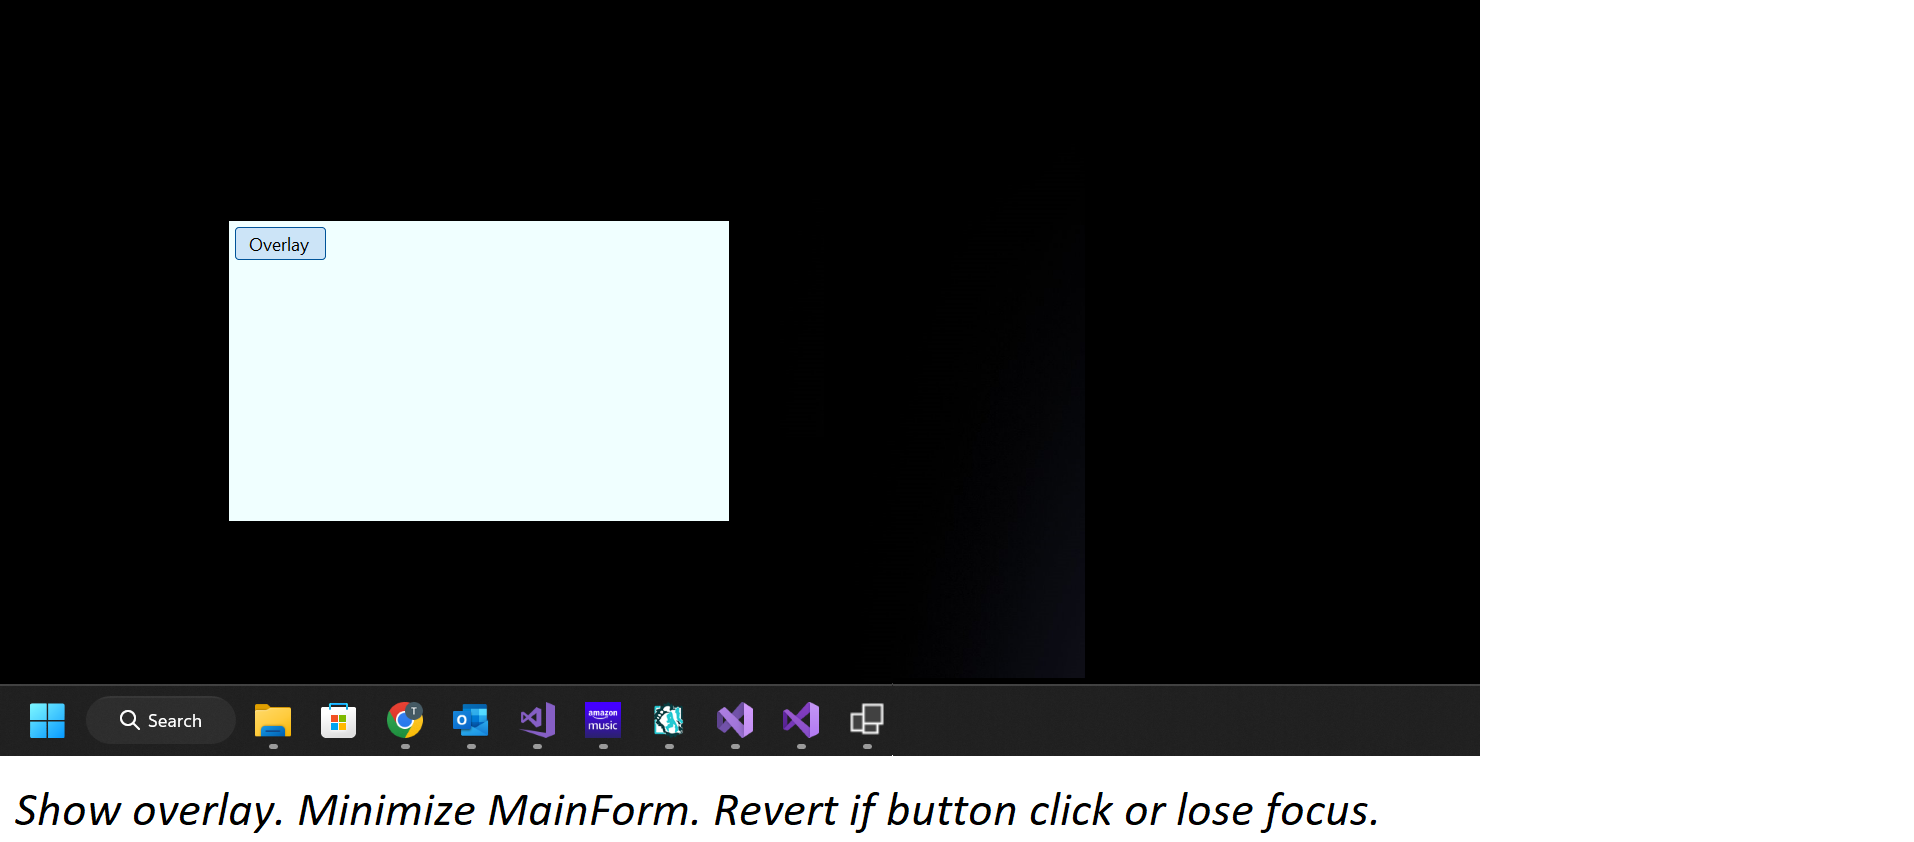 Overlay
Search
T
O
amazon
music
Show overlay. Minimize MainForm. Revert if button click or lose focus.